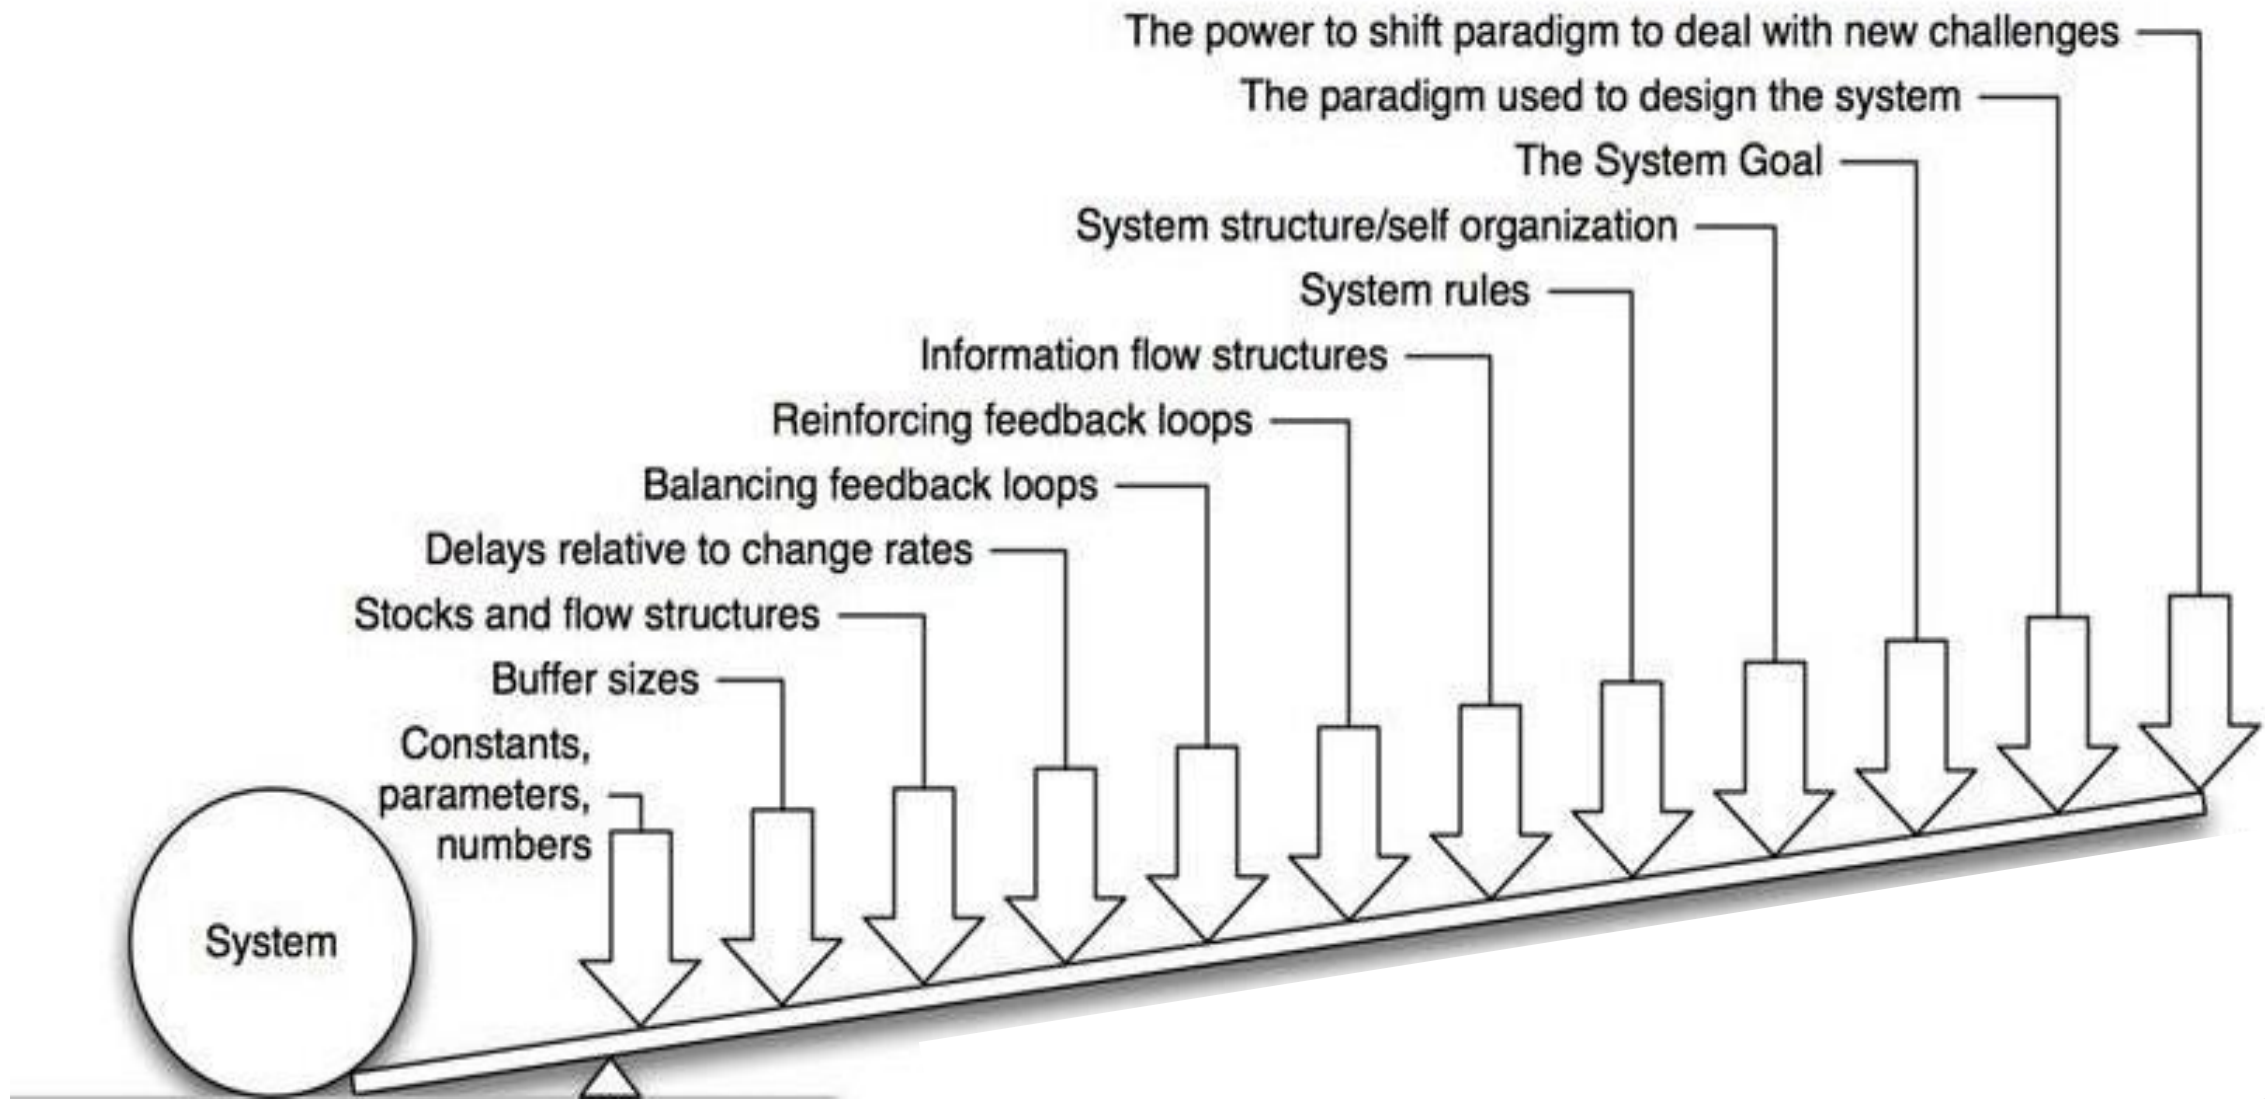 The power to shift paradigm to deal with new challenges
The paradigm used to design the system
The System Goal
System structure/self organization
System rules
Information flow structures
Reinforcing feedback loops
Balancing feedback loops
Delays relative to change rates
Stocks and flow structures
Buffer sizes
Constants,
parameters,
numbers
System